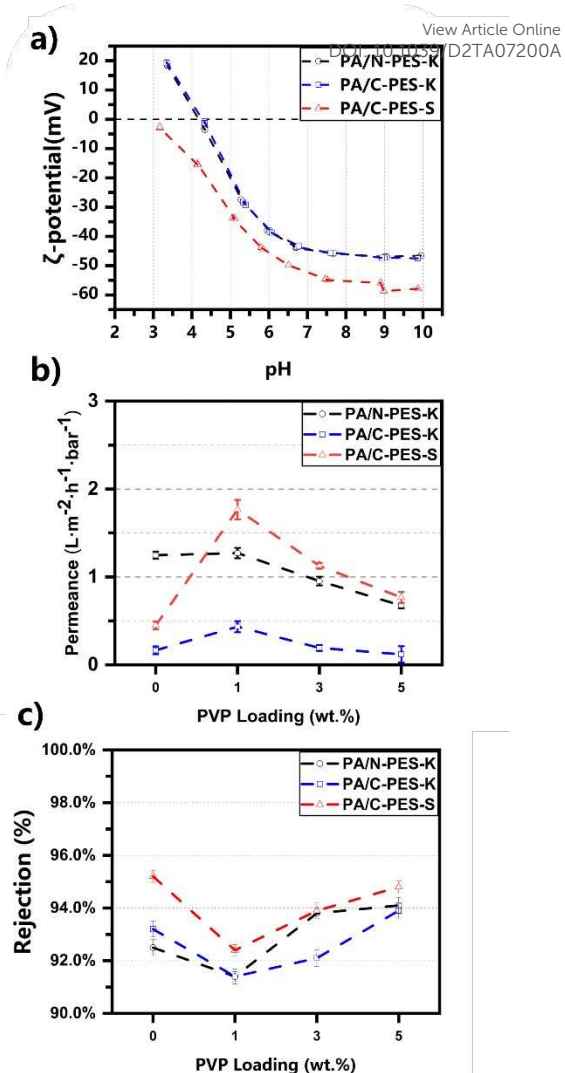 View Article Online
DOI: 10.1039/D2TA07200A
a)
PA/N-PES-K
PA/C-PES-K
PA/C-PES-S
20
10
0
-10
-20
-30
-40
-50
-60
ζ-potential(mV)
2 3 4 5 6 7 8 9 10
pH
b)
PA/N-PES-K
PA/C-PES-K
PA/C-PES-S
3
2
1
0
Permeance (L·m⁻²·h⁻¹·bar⁻¹)
0 1 3 5
PVP Loading (wt.%)
c)
PA/N-PES-K
PA/C-PES-K
PA/C-PES-S
100.0%
98.0%
96.0%
94.0%
92.0%
90.0%
Rejection (%)
0 1 3 5
PVP Loading (wt.%)